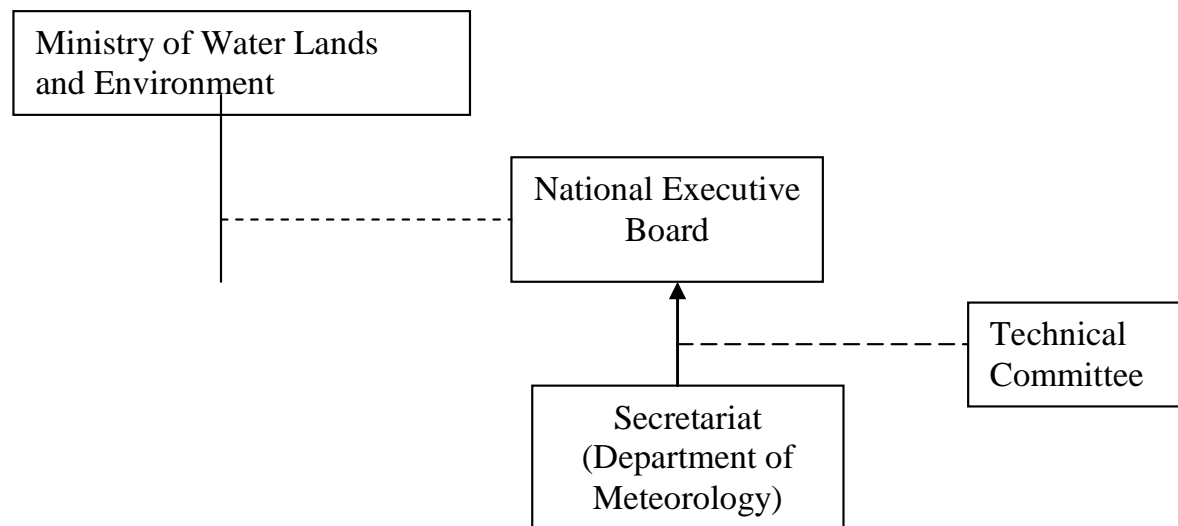 Ministry of Water Lands
and Environment
National Executive
Board
Technical
Committee
Secretariat
(Department of
Meteorology)